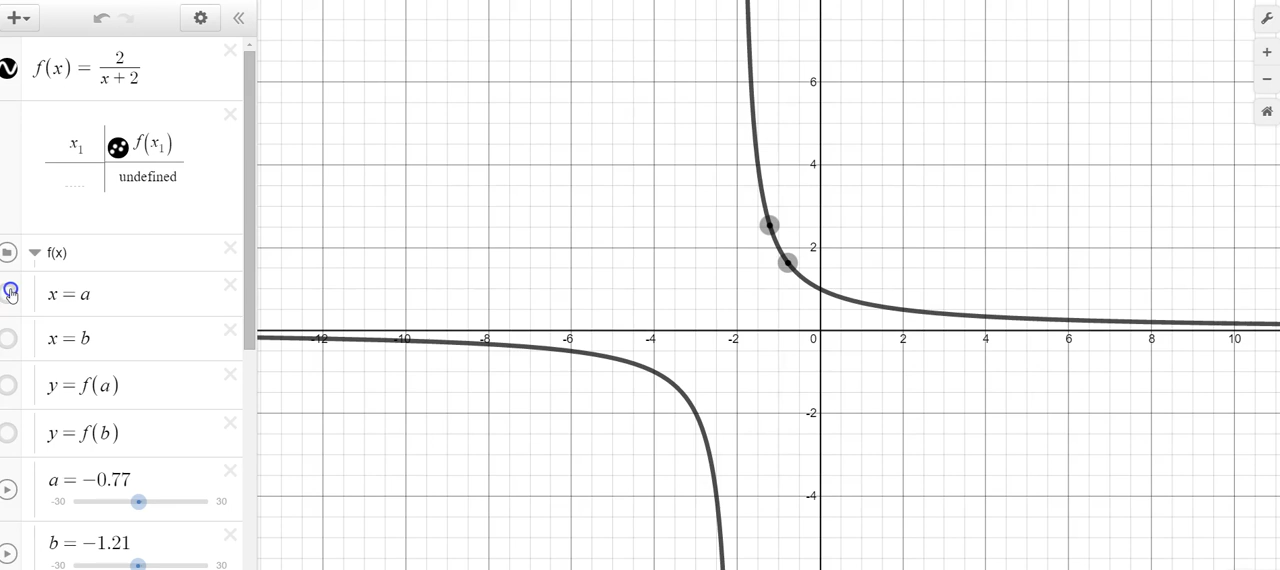 f(x) = 2/(x+2)
x₁ f(x₁)
..... undefined
f(x)
x = a
x = b
y = f(a)
y = f(b)
a = −0.77
-30 30
b = −1.21
-30 30
6
4
2
-12 -10 -8 -6 -4 -2 0 2 4 6 8 10
-2
-4